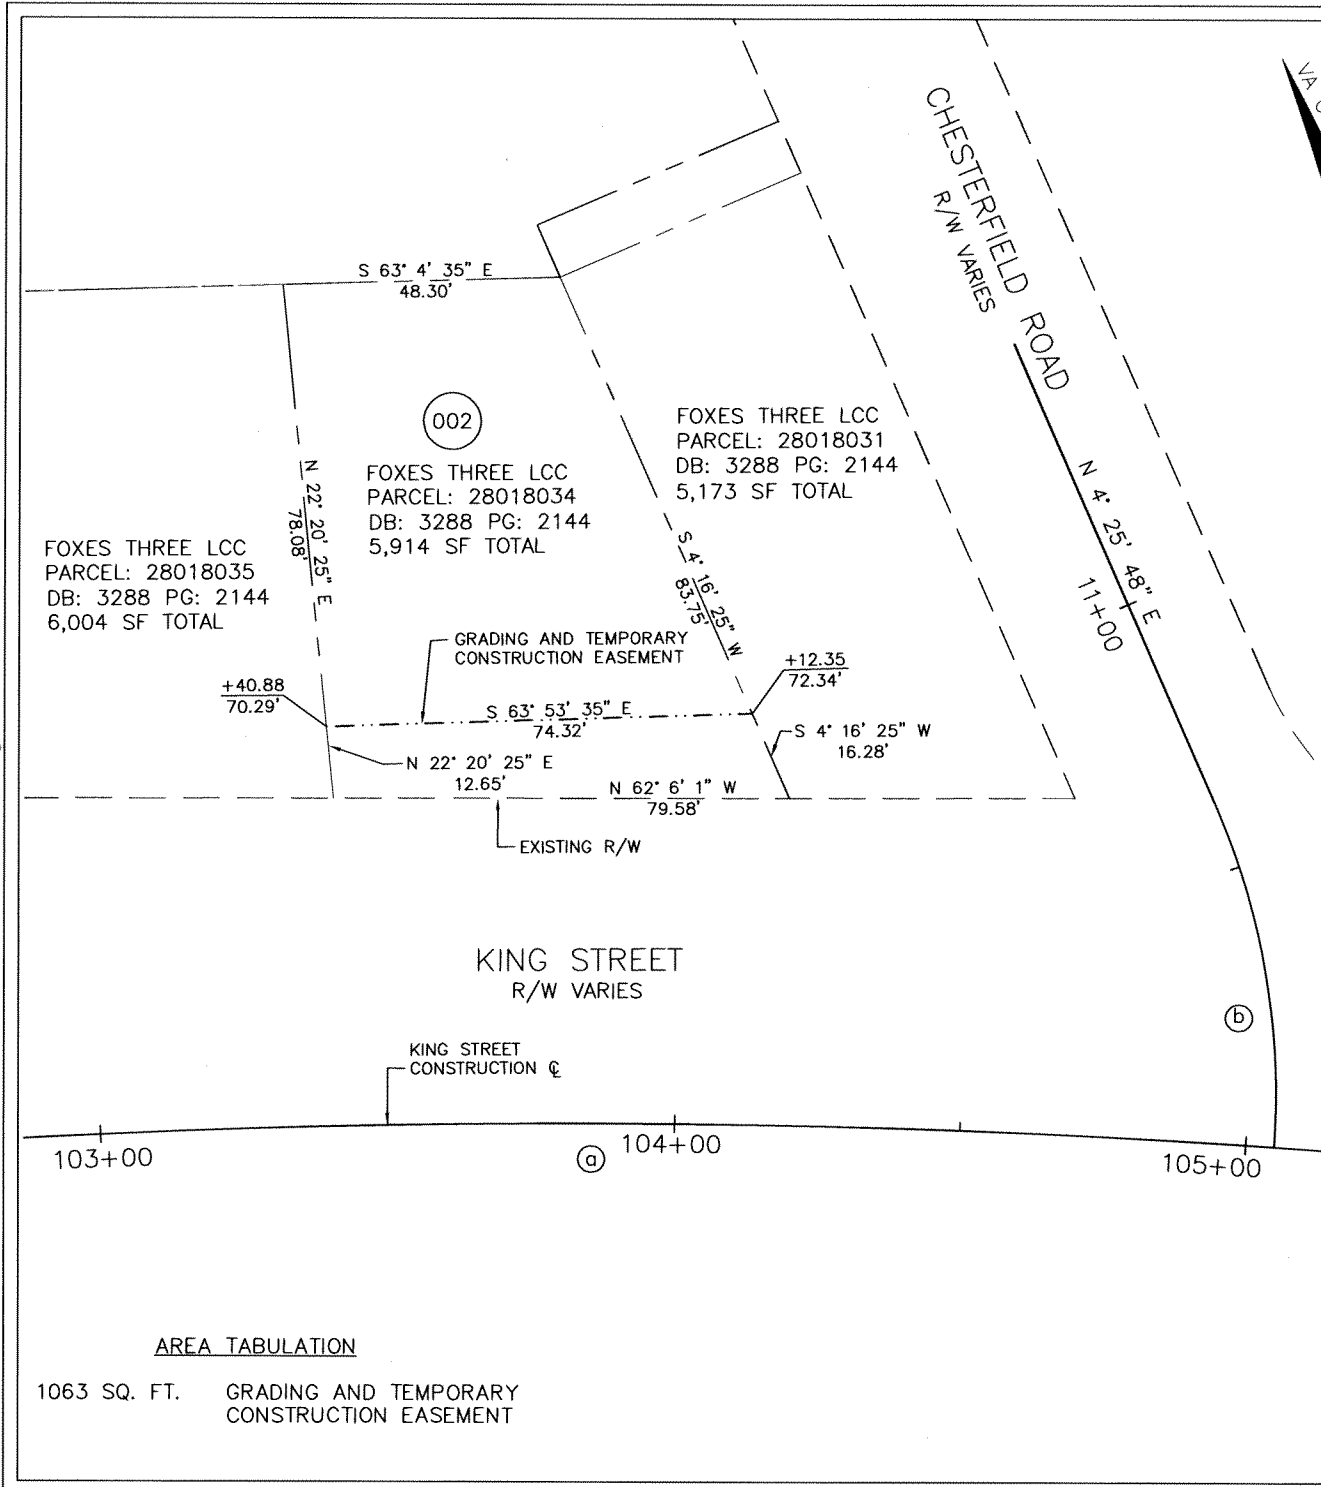 CHESTERFIELD ROAD
R/W VARIES
VA
S 63° 4' 35" E
48.30'
002
FOXES THREE LCC
PARCEL: 28018034
DB: 3288 PG: 2144
5,914 SF TOTAL
FOXES THREE LCC
PARCEL: 28018031
DB: 3288 PG: 2144
5,173 SF TOTAL
N 22° 20' 25" E
78.08'
FOXES THREE LCC
PARCEL: 28018035
DB: 3288 PG: 2144
6,004 SF TOTAL
S 4° 16' 25" W
83.75'
N 4° 25' 48" E
11+00
GRADING AND TEMPORARY
CONSTRUCTION EASEMENT
+40.88
70.29'
+12.35
72.34'
S 63° 53' 35" E
74.32'
S 4° 16' 25" W
16.28'
N 22° 20' 25" E
12.65'
N 62° 6' 1" W
79.58'
EXISTING R/W
KING STREET
R/W VARIES
b
KING STREET
CONSTRUCTION ℄
103+00
a
104+00
105+00
AREA TABULATION
1063 SQ. FT. GRADING AND TEMPORARY
CONSTRUCTION EASEMENT